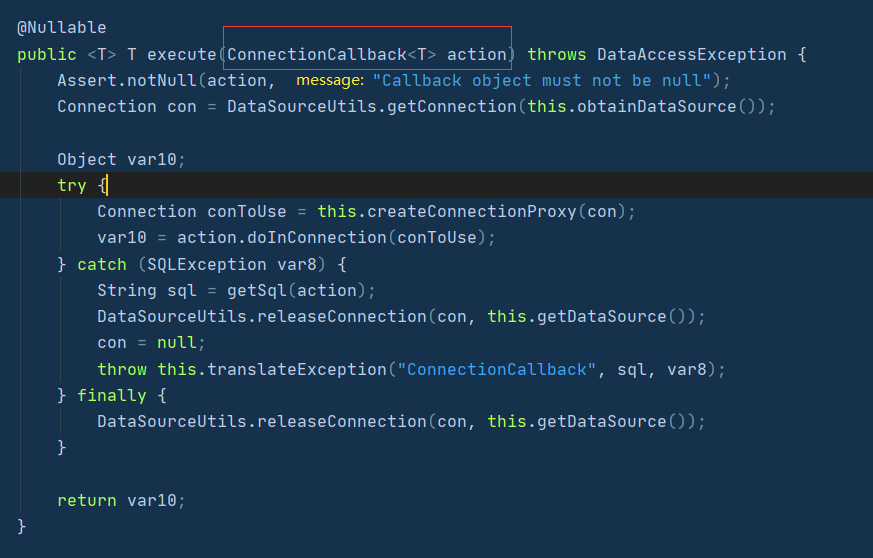 @Nullable
public <T> T execute(ConnectionCallback<T> action) throws DataAccessException {
Assert.notNull(action, message: "Callback object must not be null");
Connection con = DataSourceUtils.getConnection(this.obtainDataSource());
Object var10;
try {
Connection conToUse = this.createConnectionProxy(con);
var10 = action.doInConnection(conToUse);
} catch (SQLException var8) {
String sql = getSql(action);
DataSourceUtils.releaseConnection(con, this.getDataSource());
con = null;
throw this.translateException("ConnectionCallback", sql, var8);
} finally {
DataSourceUtils.releaseConnection(con, this.getDataSource());
}
return var10;
}